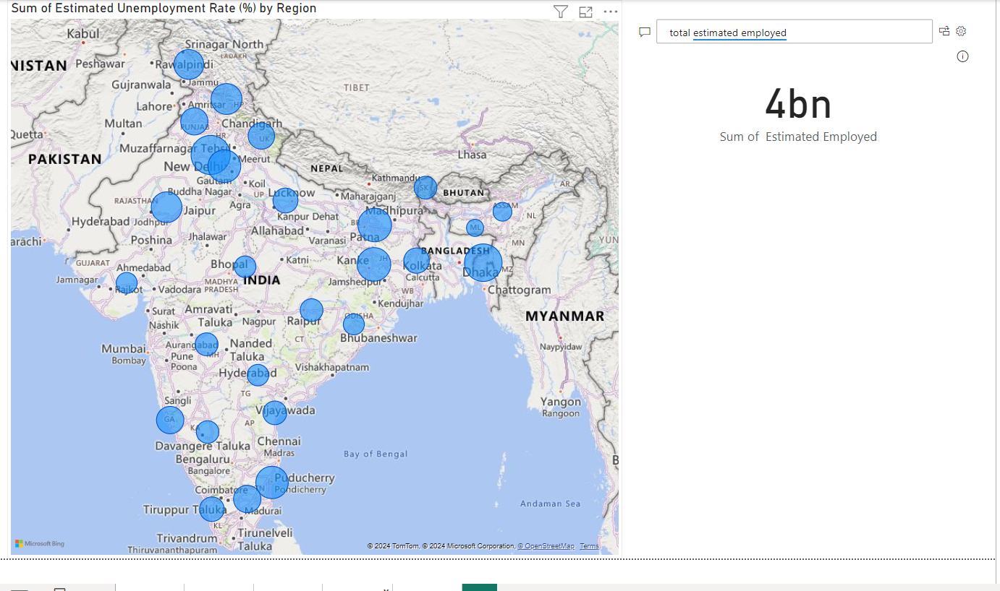 Sum of Estimated Unemployment Rate (%) by Region
Kabul
Srinagar North
LADAKH
NISTAN
Peshawar
Rawalpindi
Gujranwala
Jammu
TIBET
Lahore
Amritsar
HP
Multan
PUNJAB
Chandigarh
Quetta
HR
UK
Muzaffarnagar Tehsil
PAKISTAN
Meerut
Lhasa
New Delhi
NEPAL
Gautam
Buddha Nagar
Koil
Kathmandu
SK
BHUTAN
AR
RAJASTHAN
UP
Lucknow
Maharajganj
Jaipur
Agra
ASSAM
NL
Hyderabad
Jodhpur
Kanpur Dehat
Madhipura
BR
ML
Allahabad
Varanasi
Patna
arāchi
Poshina
Jhalawar
MN
YUN
BANGLADESH
GUJARAT
Ahmedabad
Bhopal
Katni
Kanke
JH
Kolkata
Calcutta
Dhaka
MZ
Jamnagar
Rajkot
Vadodara
MADHYA
PRADESH
INDIA
Jamshedpur
WB
Chattogram
Surat
Amravati
Taluka
Nagpur
Raipur
ODISHA
Kendujhar
MYANMAR
Nashik
CT
Bhubaneshwar
Mumbai
Bombay
Aurangabad
MH
Nanded
Taluka
Pune
Poona
Naypyidaw
Hyderabad
Vishakhapatnam
TG
Sangli
Vijayawada
Yangon
Rangoon
GA
KA
AP
Davangere Taluka
Chennai
Madras
Bengaluru
Bangalore
Bay of Bengal
B
Puducherry
Pondicherry
Coimbatore
TN
Tiruppur Taluka
Madurai
Andaman Sea
KL
Trivandrum
Thiruvananthapuram
Tirunelveli
Taluka
Microsoft Bing
© 2024 TomTom, © 2024 Microsoft Corporation, © OpenStreetMap Terms
total estimated employed
4bn
Sum of Estimated Employed